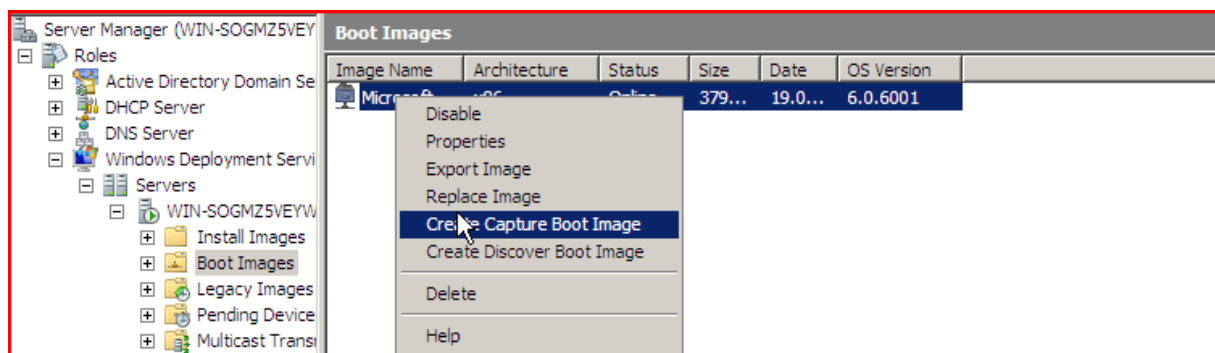 Server Manager (WIN-SOGMZ5VEY
Roles
Active Directory Domain Se
DHCP Server
DNS Server
Windows Deployment Servi
Servers
WIN-SOGMZ5VEYW
Install Images
Boot Images
Legacy Images
Pending Device
Multicast Trans
Boot Images
Image Name Architecture Status Size Date OS Version
379... 19.0... 6.0.6001
Disable
Properties
Export Image
Replace Image
Create Capture Boot Image
Create Discover Boot Image
Delete
Help